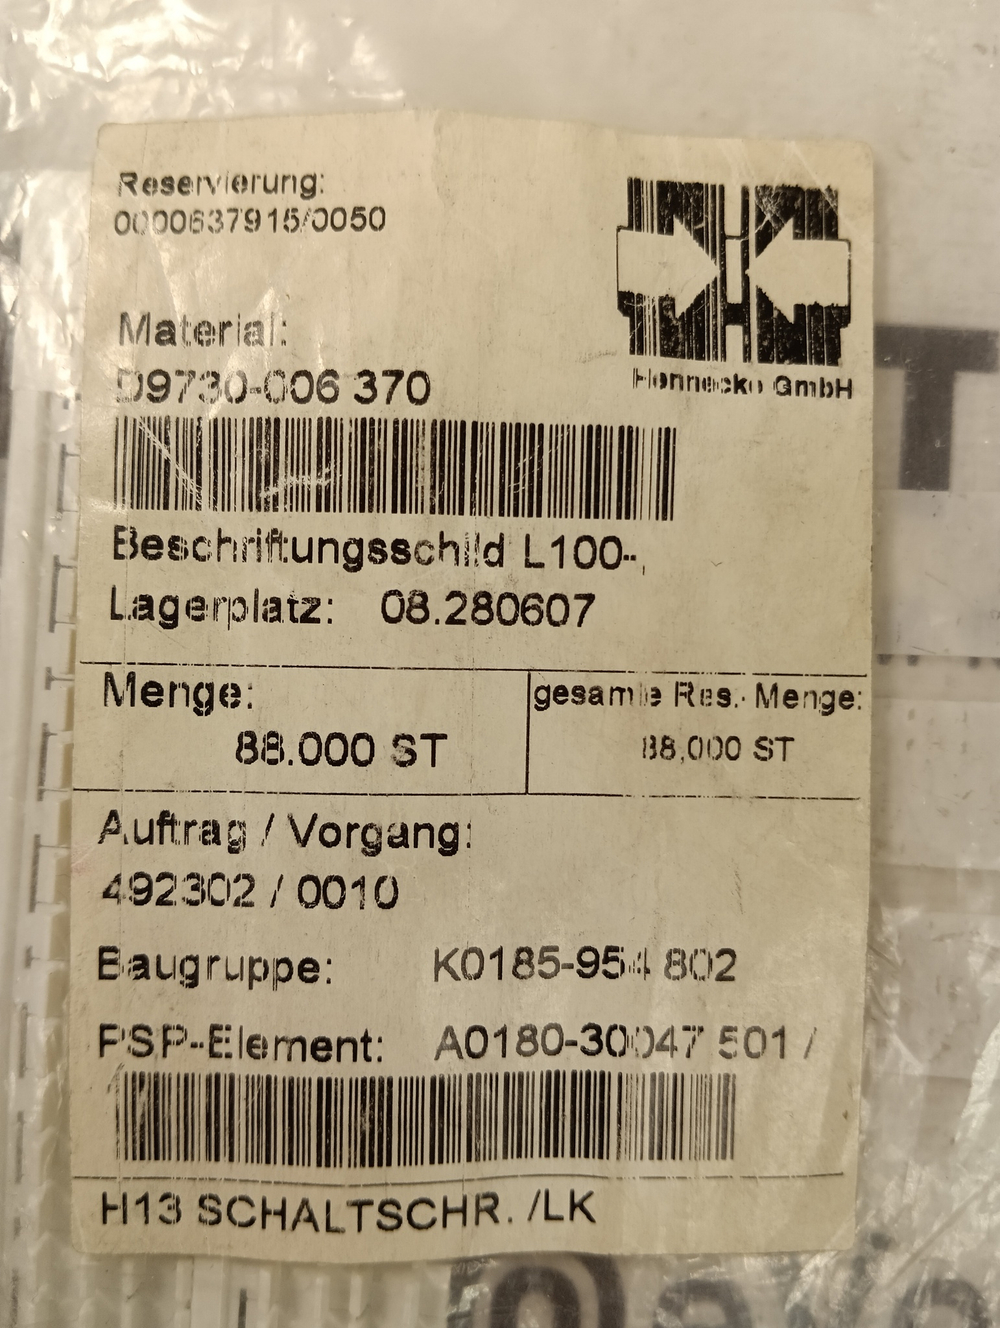 Reservierung:
0000637915/0050
Hennecke GmbH
Material:
D9730-006 370
Beschriftungsschild L100-,
Lagerplatz: 08.280607
Menge:
88.000 ST
gesamte Res.- Menge:
88,000 ST
Auftrag / Vorgang:
492302 / 0010
Baugruppe: K0185-954 802
PSP-Element: A0180-30047 501 /
H13 SCHALTSCHR. /LK